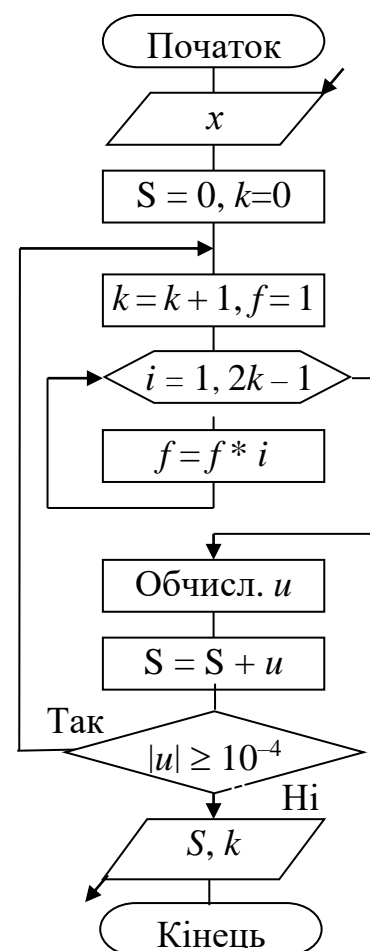 Початок
x
S = 0, k=0
k = k + 1, f = 1
i = 1, 2k – 1
f = f * i
Обчисл. u
S = S + u
Так
|u| ≥ 10⁻⁴
Ні
S, k
Кінець